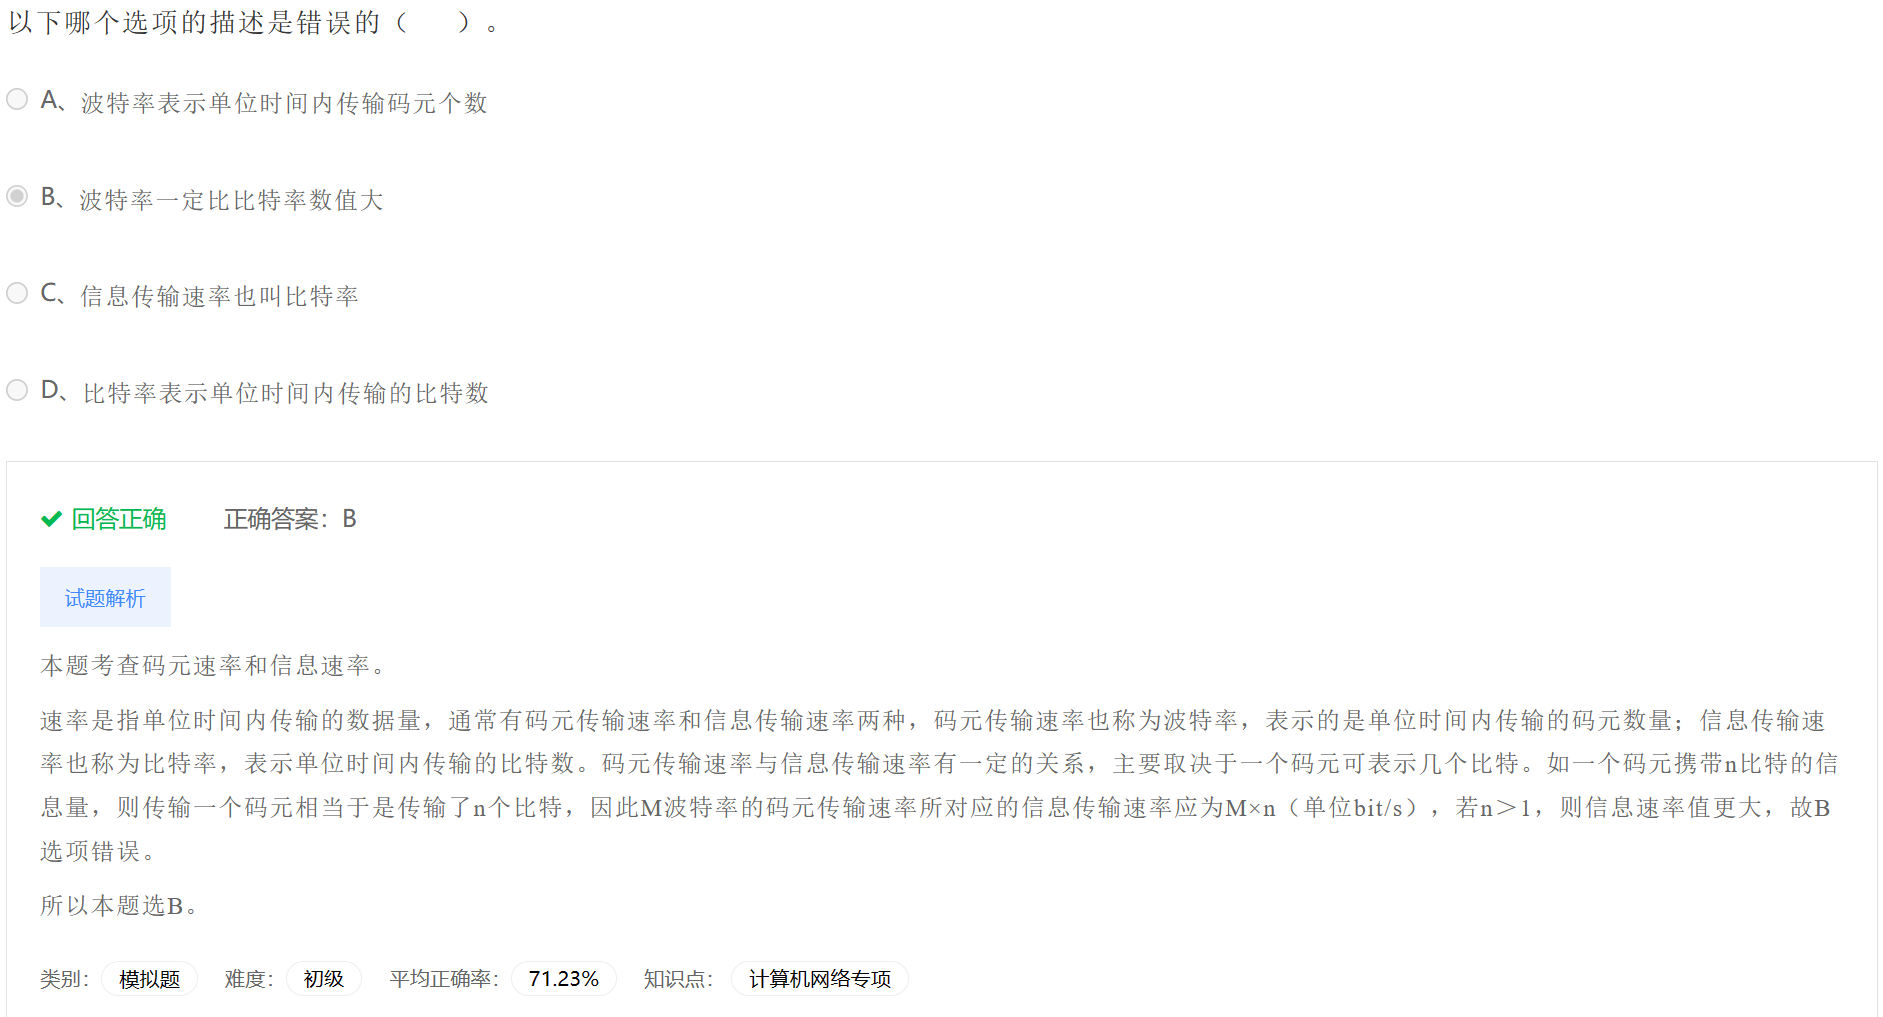 以下哪个选项的描述是错误的（　）。
A、波特率表示单位时间内传输码元个数
B、波特率一定比比特率数值大
C、信息传输速率也叫比特率
D、比特率表示单位时间内传输的比特数
回答正确 正确答案：B
试题解析
本题考查码元速率和信息速率。
速率是指单位时间内传输的数据量，通常有码元传输速率和信息传输速率两种，码元传输速率也称为波特率，表示的是单位时间内传输的码元数量；信息传输速
率也称为比特率，表示单位时间内传输的比特数。码元传输速率与信息传输速率有一定的关系，主要取决于一个码元可表示几个比特。如一个码元携带n比特的信
息量，则传输一个码元相当于是传输了n个比特，因此M波特率的码元传输速率所对应的信息传输速率应为M×n（单位bit/s），若n＞1，则信息速率值更大，故B
选项错误。
所以本题选B。
类别： 模拟题 难度： 初级 平均正确率： 71.23% 知识点： 计算机网络专项